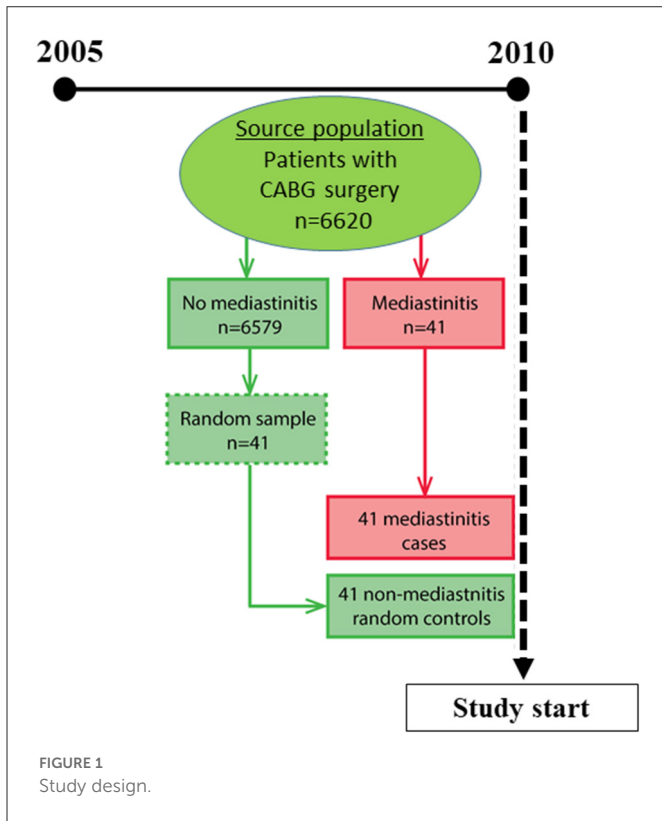 2005
2010
Source population
Patients with
CABG surgery
n=6620
No mediastinitis
n=6579
Mediastinitis
n=41
Random sample
n=41
41 mediastinitis
cases
41 non-mediastnitis
random controls
Study start
FIGURE 1
Study design.